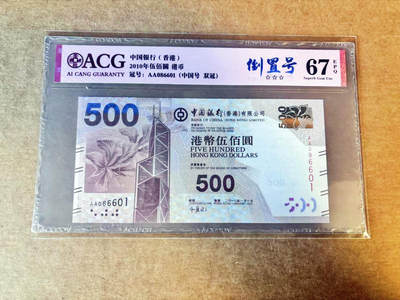 ACG
AI CANG GUARANTY
中国银行（香港）
2010年伍佰圆 港币
冠号：AA086601（中国号 双冠）
倒置号
☆☆☆
67
EPQ
Superb Gem Unc
500
中國銀行(香港)有限公司
BANK OF CHINA (HONG KONG) LIMITED
港幣伍佰圓
FIVE HUNDRED
HONG KONG DOLLARS
500
AA086601
AA086601